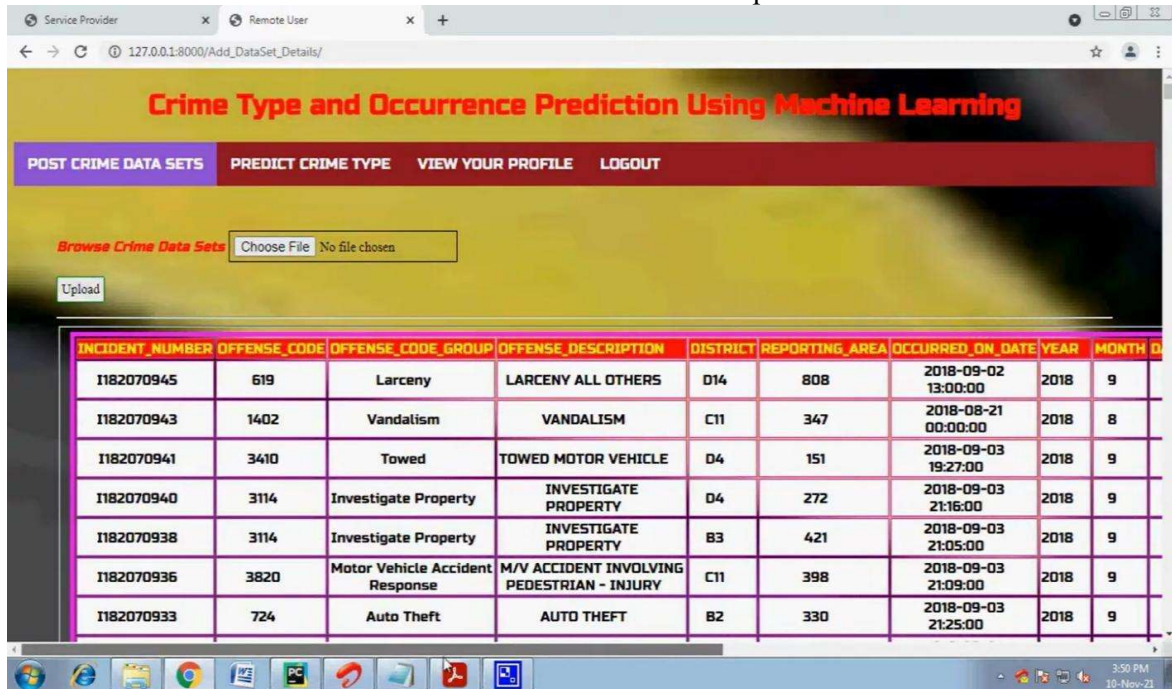 Service Provider
Remote User
127.0.0.1:8000/Add_DataSet_Details/
Crime Type and Occurrence Prediction Using Machine Learning
POST CRIME DATA SETS PREDICT CRIME TYPE VIEW YOUR PROFILE LOGOUT
Browse Crime Data Sets Choose File No file chosen
Upload
INCIDENT_NUMBER OFFENSE_CODE OFFENSE_CODE_GROUP OFFENSE_DESCRIPTION DISTRICT REPORTING_AREA OCCURRED_ON_DATE YEAR MONTH
I182070945 619 Larceny LARCENY ALL OTHERS D14 808 2018-09-02 13:00:00 2018 9
I182070943 1402 Vandalism VANDALISM C11 347 2018-08-21 00:00:00 2018 8
I182070941 3410 Towed TOWED MOTOR VEHICLE D4 151 2018-09-03 19:27:00 2018 9
I182070940 3114 Investigate Property INVESTIGATE PROPERTY D4 272 2018-09-03 21:16:00 2018 9
I182070938 3114 Investigate Property INVESTIGATE PROPERTY B3 421 2018-09-03 21:05:00 2018 9
I182070936 3820 Motor Vehicle Accident Response M/V ACCIDENT INVOLVING PEDESTRIAN - INJURY C11 398 2018-09-03 21:09:00 2018 9
I182070933 724 Auto Theft AUTO THEFT B2 330 2018-09-03 21:25:00 2018 9
PC
3:50 PM
10-Nov-21